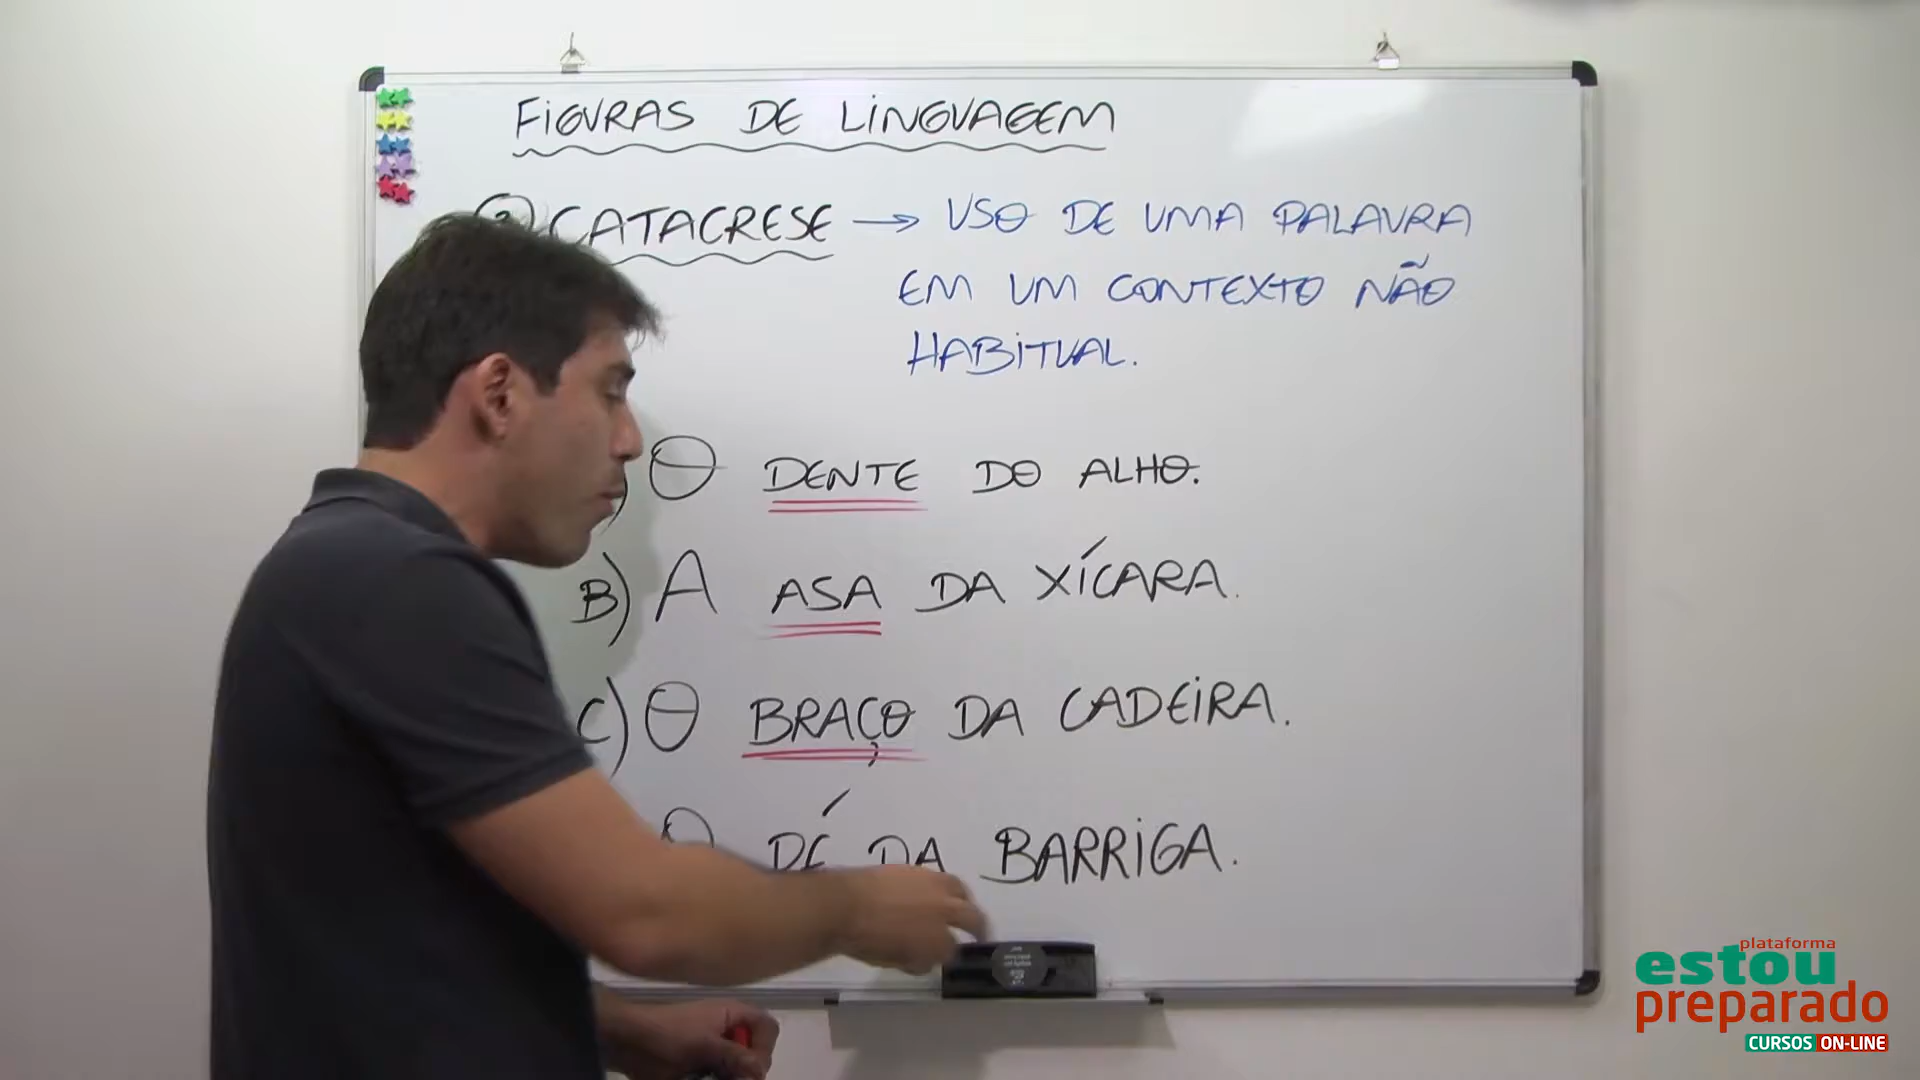 FIGURAS DE LINGUAGEM
CATACRESE → USO DE UMA PALAVRA
EM UM CONTEXTO NÃO
HABITUAL.
) O DENTE DO ALHO.
B) A ASA DA XÍCARA.
C) O BRAÇO DA CADEIRA.
O PÉ DA BARRIGA.
plataforma
estou
preparado
CURSOS ON-LINE